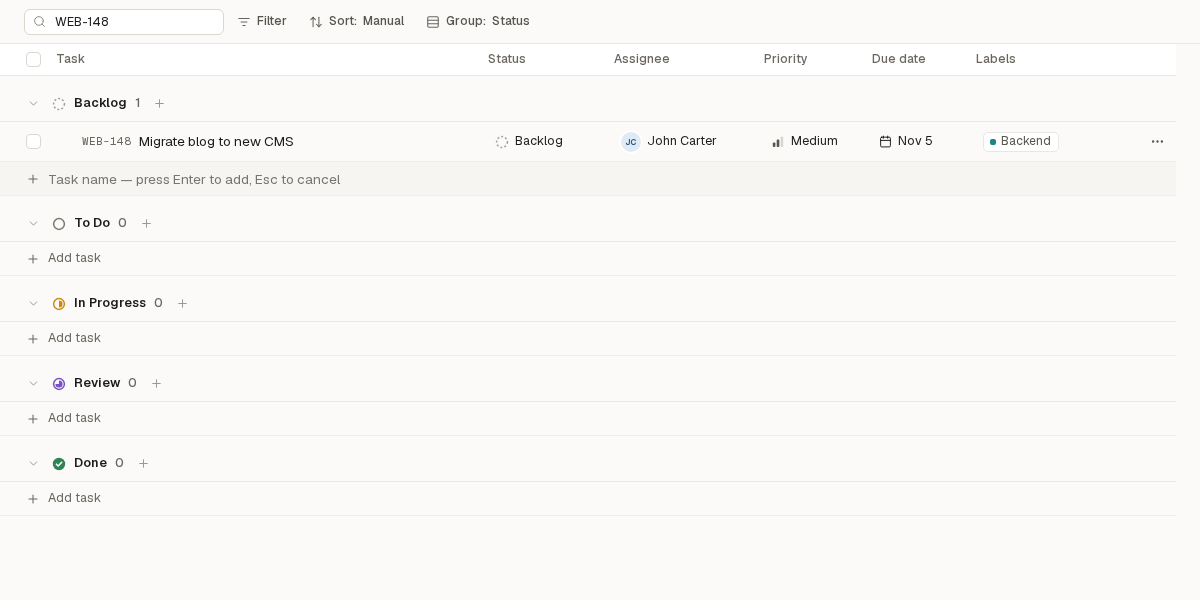 WEB-148 Filter Sort: Manual Group: Status
Task Status Assignee Priority Due date Labels
Backlog 1
WEB-148 Migrate blog to new CMS Backlog JC John Carter Medium Nov 5 Backend
Task name — press Enter to add, Esc to cancel
To Do 0
Add task
In Progress 0
Add task
Review 0
Add task
Done 0
Add task